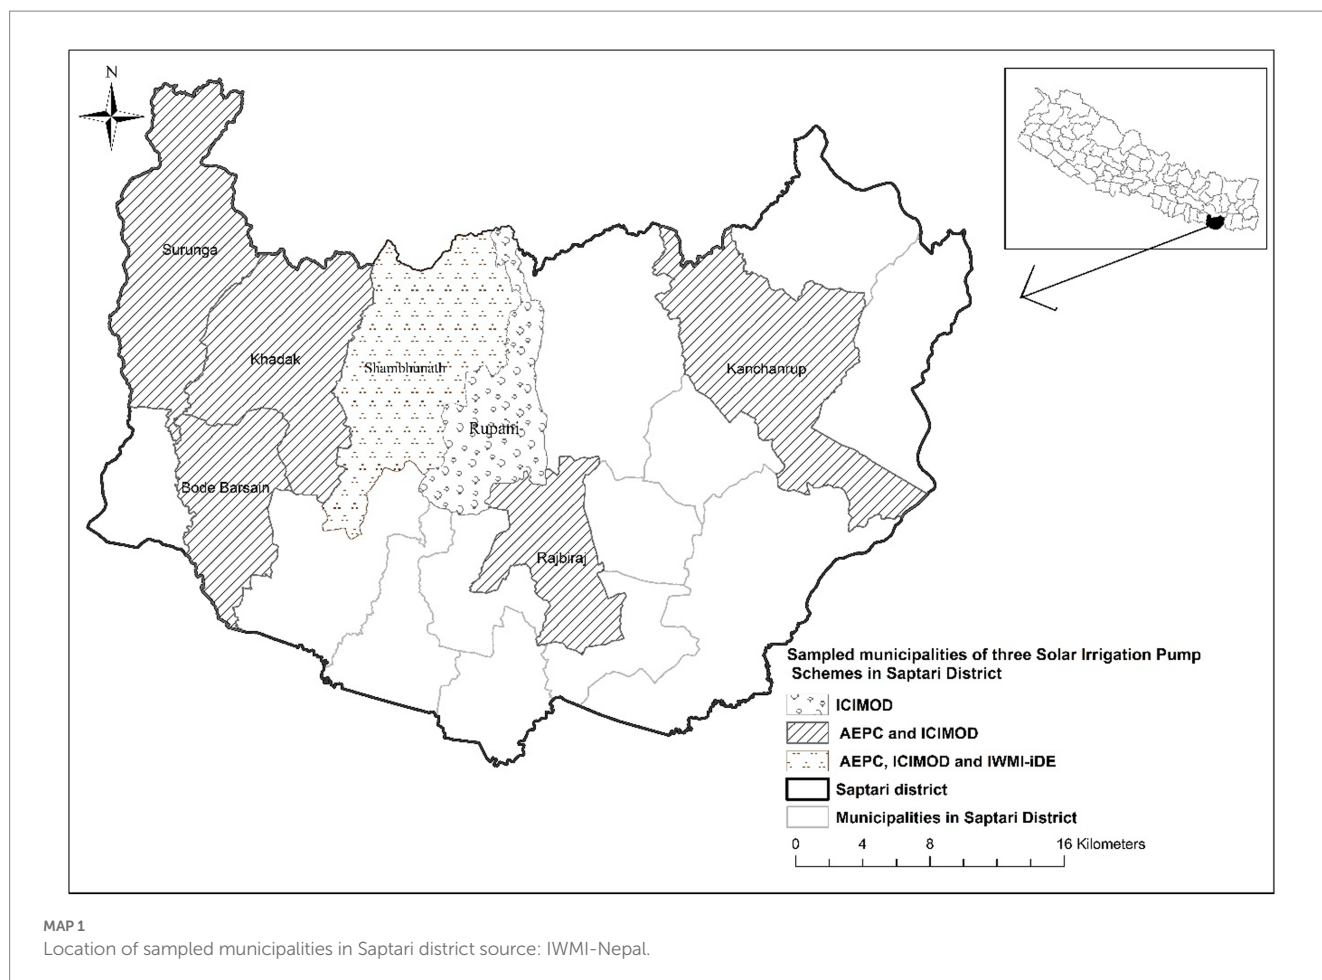 N
Surunga
Khadak
Shambhunath
Kanchanrup
Rupani
Bode Barsain
Rajbiraj
Sampled municipalities of three Solar Irrigation Pump
Schemes in Saptari District
ICIMOD
AEPC and ICIMOD
AEPC, ICIMOD and IWMI-iDE
Saptari district
Municipalities in Saptari District
0 4 8 16 Kilometers
MAP 1
Location of sampled municipalities in Saptari district source: IWMI-Nepal.